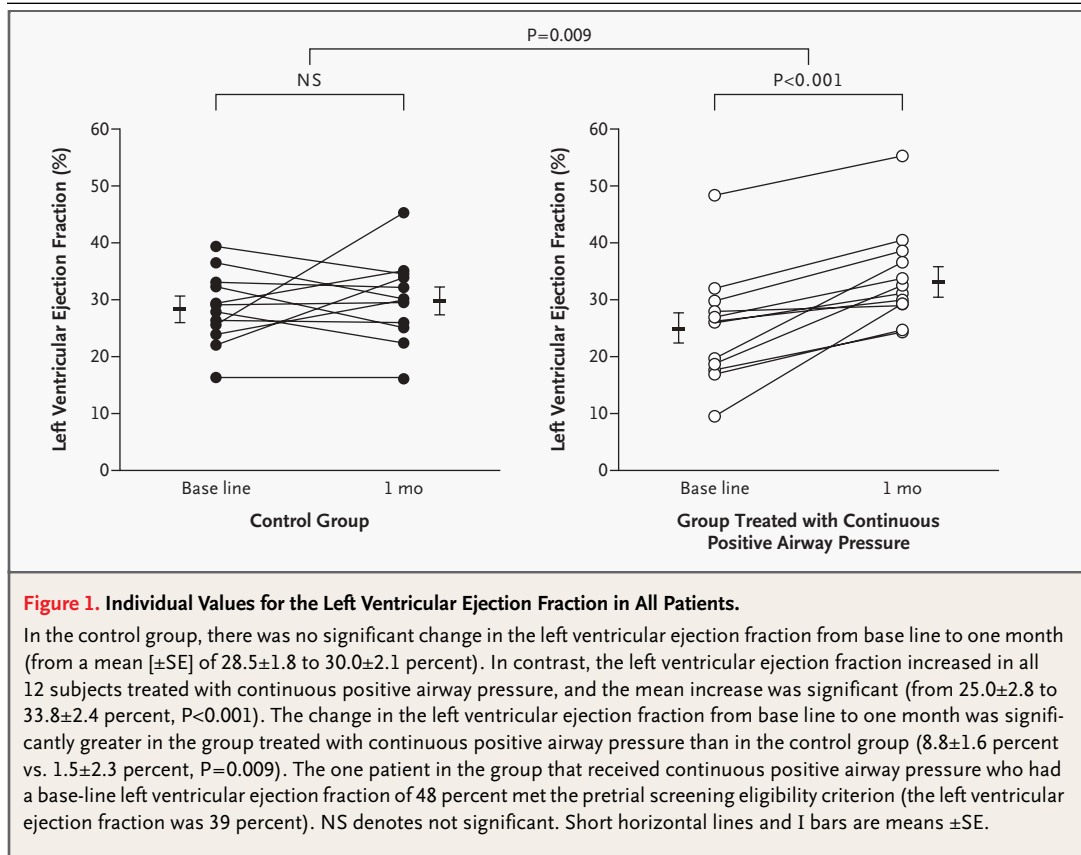 P=0.009
NS
P<0.001
60
50
40
30
20
10
0
Left Ventricular Ejection Fraction (%)
Base line
1 mo
Control Group
60
50
40
30
20
10
0
Left Ventricular Ejection Fraction (%)
Base line
1 mo
Group Treated with Continuous
Positive Airway Pressure
Figure 1. Individual Values for the Left Ventricular Ejection Fraction in All Patients.
In the control group, there was no significant change in the left ventricular ejection fraction from base line to one month
(from a mean [±SE] of 28.5±1.8 to 30.0±2.1 percent). In contrast, the left ventricular ejection fraction increased in all
12 subjects treated with continuous positive airway pressure, and the mean increase was significant (from 25.0±2.8 to
33.8±2.4 percent, P<0.001). The change in the left ventricular ejection fraction from base line to one month was signifi-
cantly greater in the group treated with continuous positive airway pressure than in the control group (8.8±1.6 percent
vs. 1.5±2.3 percent, P=0.009). The one patient in the group that received continuous positive airway pressure who had
a base-line left ventricular ejection fraction of 48 percent met the pretrial screening eligibility criterion (the left ventricular
ejection fraction was 39 percent). NS denotes not significant. Short horizontal lines and I bars are means ±SE.